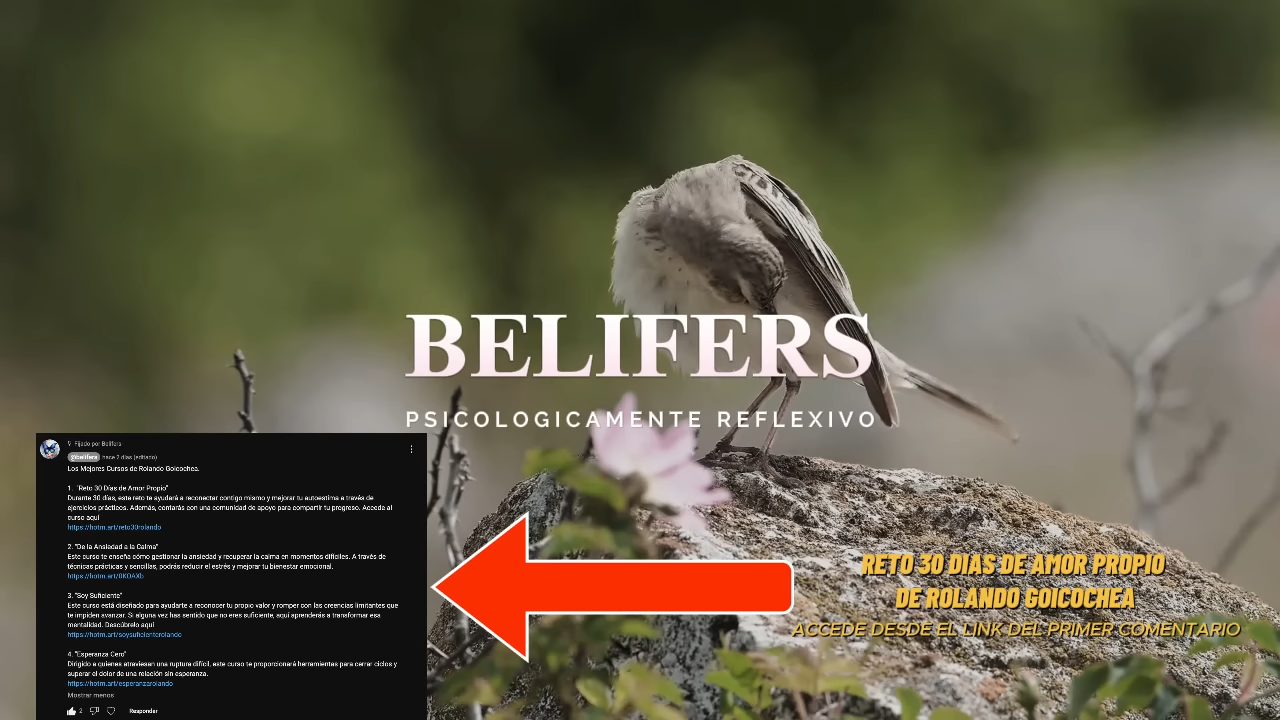 BELIFERS
PSICOLOGICAMENTE REFLEXIVO
Fijado por Belifers
@belifers hace 2 días (editado)
Los Mejores Cursos de Rolando Goicochea.
1. "Reto 30 Días de Amor Propio"
Durante 30 días, este reto te ayudará a reconectar contigo mismo y mejorar tu autoestima a través de
ejercicios prácticos. Además, contarás con una comunidad de apoyo para compartir tu progreso. Accede al
curso aquí
https://hotm.art/reto30rolando
2. "De la Ansiedad a la Calma"
Este curso te enseña cómo gestionar la ansiedad y recuperar la calma en momentos difíciles. A través de
técnicas prácticas y sencillas, podrás reducir el estrés y mejorar tu bienestar emocional.
https://hotm.art/0KOAXb
3. "Soy Suficiente"
Este curso está diseñado para ayudarte a reconocer tu propio valor y romper con las creencias limitantes que
te impiden avanzar. Si alguna vez has sentido que no eres suficiente, aquí aprenderás a transformar esa
mentalidad. Descúbrelo aquí
https://hotm.art/soysuficienterolando
4. "Esperanza Cero"
Dirigido a quienes atraviesan una ruptura difícil, este curso te proporcionará herramientas para cerrar ciclos y
superar el dolor de una relación sin esperanza.
https://hotm.art/esperanzarolando
Mostrar menos
2 Responder
RETO 30 DIAS DE AMOR PROPIO
DE ROLANDO GOICOCHEA
ACCEDE DESDE EL LINK DEL PRIMER COMENTARIO